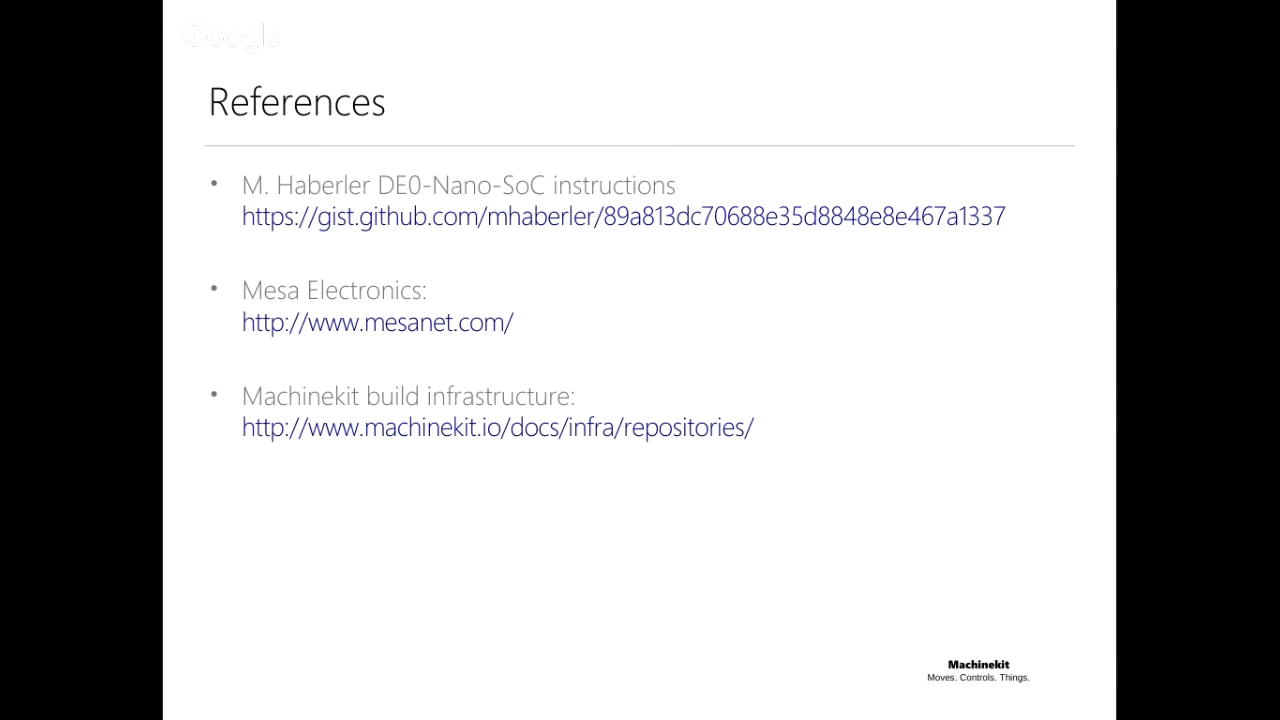 Google
References
• M. Haberler DE0-Nano-SoC instructions
https://gist.github.com/mhaberler/89a813dc70688e35d8848e8e467a1337
• Mesa Electronics:
http://www.mesanet.com/
• Machinekit build infrastructure:
http://www.machinekit.io/docs/infra/repositories/
Machinekit
Moves. Controls. Things.